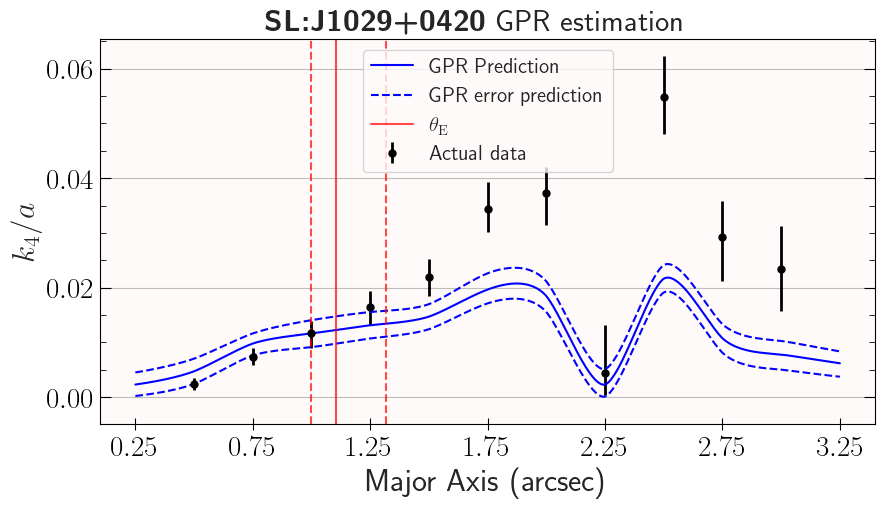 SL:J1029+0420 GPR estimation
GPR Prediction
GPR error prediction
θ_E
Actual data
k₄/a
0.06
0.04
0.02
0.00
0.25 0.75 1.25 1.75 2.25 2.75 3.25
Major Axis (arcsec)